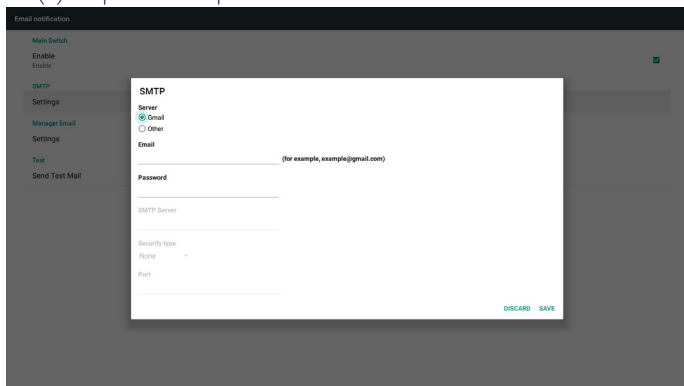 Email notification
Main Switch
Enable
Enable
SMTP
Settings
Manager Email
Settings
Test
Send Test Mail
SMTP
Server
Gmail
Other
Email
(for example, example@gmail.com)
Password
SMTP Server
Security type
None
Port
DISCARD SAVE